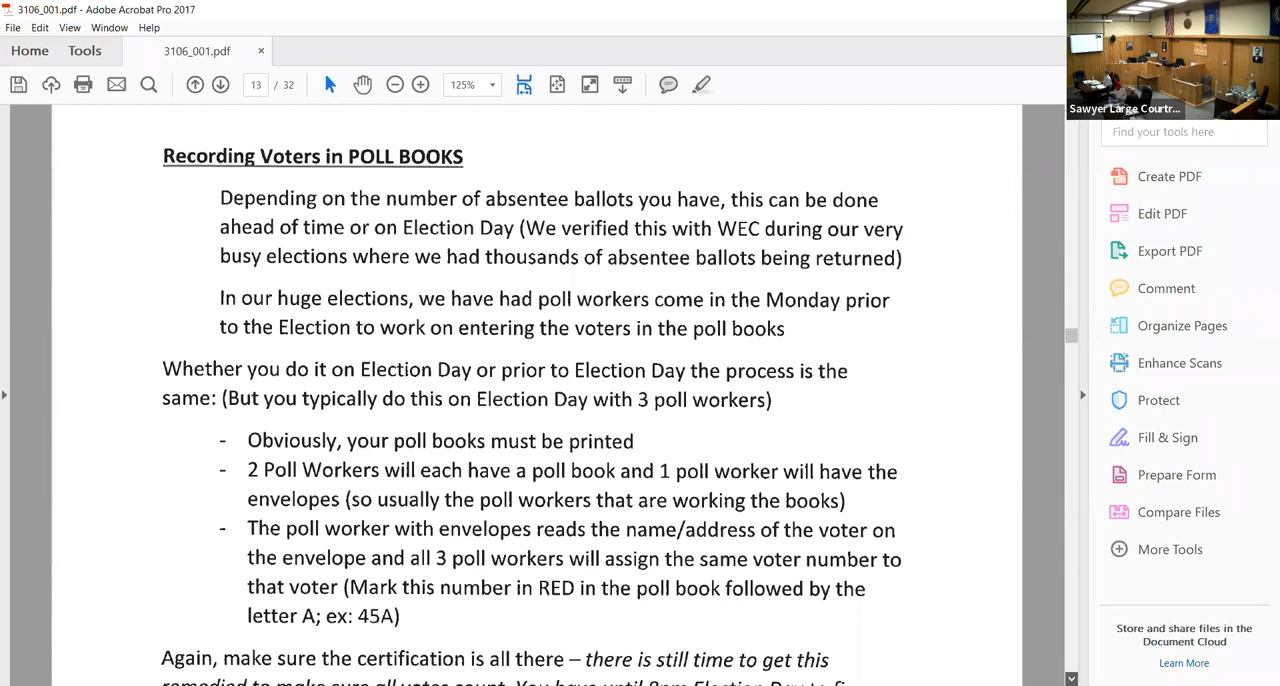 3106_001.pdf - Adobe Acrobat Pro 2017
File Edit View Window Help
Home Tools 3106_001.pdf ×
13 / 32 125%
Sawyer Large Courtr...
Find your tools here
Create PDF
Edit PDF
Export PDF
Comment
Organize Pages
Enhance Scans
Protect
Fill & Sign
Prepare Form
Compare Files
More Tools
Store and share files in the
Document Cloud
Learn More
Recording Voters in POLL BOOKS
Depending on the number of absentee ballots you have, this can be done
ahead of time or on Election Day (We verified this with WEC during our very
busy elections where we had thousands of absentee ballots being returned)
In our huge elections, we have had poll workers come in the Monday prior
to the Election to work on entering the voters in the poll books
Whether you do it on Election Day or prior to Election Day the process is the
same: (But you typically do this on Election Day with 3 poll workers)
- Obviously, your poll books must be printed
- 2 Poll Workers will each have a poll book and 1 poll worker will have the
envelopes (so usually the poll workers that are working the books)
- The poll worker with envelopes reads the name/address of the voter on
the envelope and all 3 poll workers will assign the same voter number to
that voter (Mark this number in RED in the poll book followed by the
letter A; ex: 45A)
Again, make sure the certification is all there – there is still time to get this
remedied to make sure all votes count. You have until 8pm Election Day